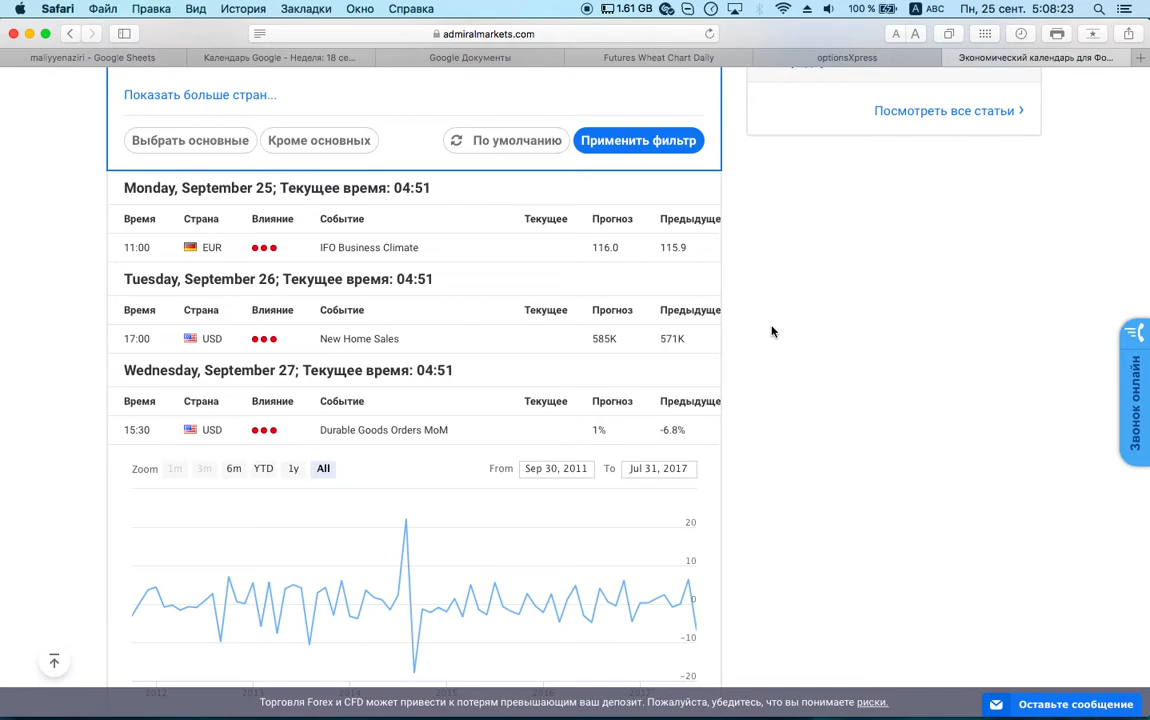 Safari Файл Правка Вид История Закладки Окно Справка 1.61 GB 100 % A ABC Пн, 25 сент. 5:08:23
A A admiralmarkets.com
maliyyenaziri - Google Sheets Календарь Google - Неделя: 18 се... Google Документы Futures Wheat Chart Daily optionsXpress Экономический календарь для Фо...
Показать больше стран...
Посмотреть все статьи
Выбрать основные Кроме основных По умолчанию Применить фильтр
Monday, September 25; Текущее время: 04:51
Время Страна Влияние Событие Текущее Прогноз Предыдуще
11:00 EUR IFO Business Climate 116.0 115.9
Tuesday, September 26; Текущее время: 04:51
Время Страна Влияние Событие Текущее Прогноз Предыдуще
17:00 USD New Home Sales 585K 571K
Wednesday, September 27; Текущее время: 04:51
Время Страна Влияние Событие Текущее Прогноз Предыдуще
15:30 USD Durable Goods Orders MoM 1% -6.8%
Звонок онлайн
Zoom 1m 3m 6m YTD 1y All From Sep 30, 2011 To Jul 31, 2017
20
10
0
−10
−20
2012 2013 2014 2015 2016 2017
Торговля Forex и CFD может привести к потерям превышающим ваш депозит. Пожалуйста, убедитесь, что вы понимаете риски.
Оставьте сообщение